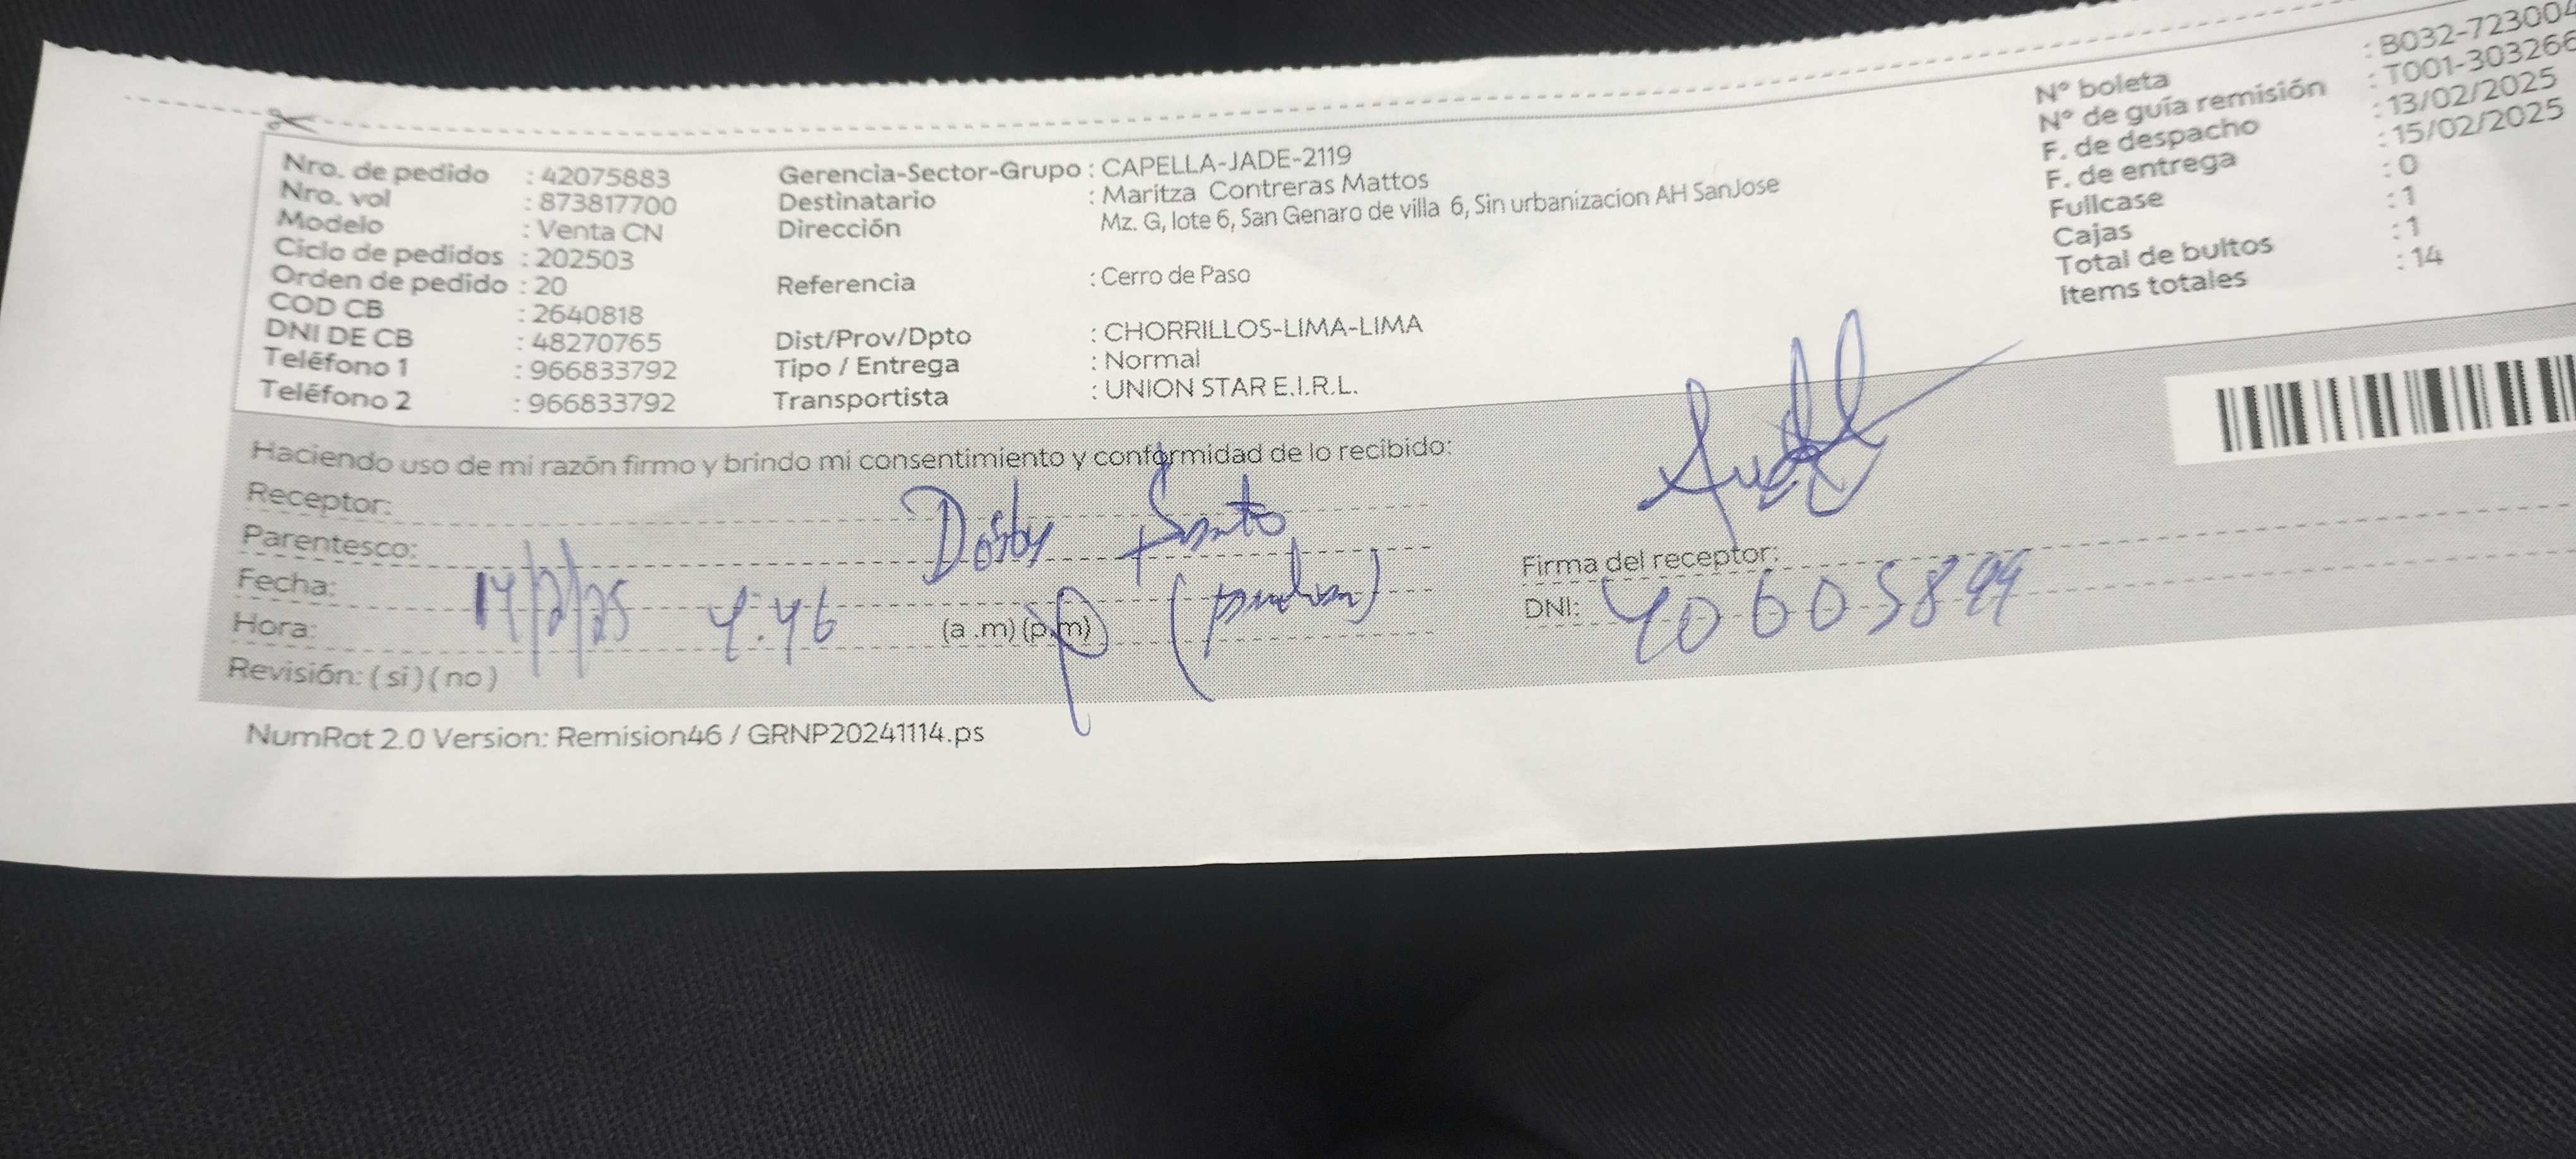 Nro. de pedido : 42075883
Nro. vol : 873817700
Modelo : Venta CN
Ciclo de pedidos : 202503
Orden de pedido : 20
COD CB : 2640818
DNI DE CB : 48270765
Teléfono 1 : 966833792
Teléfono 2 : 966833792
Gerencia-Sector-Grupo : CAPELLA-JADE-2119
Destinatario : Maritza Contreras Mattos
Dirección Mz. G, lote 6, San Genaro de villa 6, Sin urbanizacion AH SanJose
Referencia : Cerro de Paso
Dist/Prov/Dpto : CHORRILLOS-LIMA-LIMA
Tipo / Entrega : Normal
Transportista : UNION STAR E.I.R.L.
N° boleta : B032-723004
N° de guía remisión : T001-303266
F. de despacho : 13/02/2025
F. de entrega : 15/02/2025
Fullcase : 0
Cajas : 1
Total de bultos : 1
Items totales : 14
Haciendo uso de mi razón firmo y brindo mi consentimiento y conformidad de lo recibido:
Receptor:
Parentesco:
Fecha: 14/2/25
Hora: 4:46 (a .m) (p.m)
Revisión: ( si ) ( no )
Firma del receptor:
DNI: 40605899
NumRot 2.0 Version: Remision46 / GRNP20241114.ps